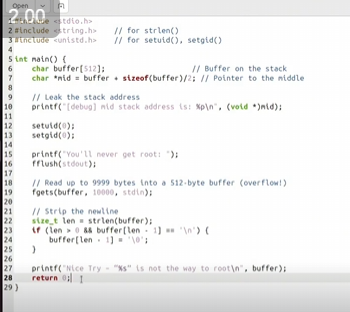 Open
2.00
1 #include <stdio.h>
2 #include <string.h> // for strlen()
3 #include <unistd.h> // for setuid(), setgid()
4
5 int main() {
6 char buffer[512]; // Buffer on the stack
7 char *mid = buffer + sizeof(buffer)/2; // Pointer to the middle
8
9 // Leak the stack address
10 printf("[debug] mid stack address is: %p\n", (void *)mid);
11
12 setuid(0);
13 setgid(0);
14
15 printf("You'll never get root: ");
16 fflush(stdout);
17
18 // Read up to 9999 bytes into a 512-byte buffer (overflow!)
19 fgets(buffer, 10000, stdin);
20
21 // Strip the newline
22 size_t len = strlen(buffer);
23 if (len > 0 && buffer[len - 1] == '\n') {
24 buffer[len - 1] = '\0';
25 }
26
27 printf("Nice Try - "%s" is not the way to root\n", buffer);
28 return 0;
29 }